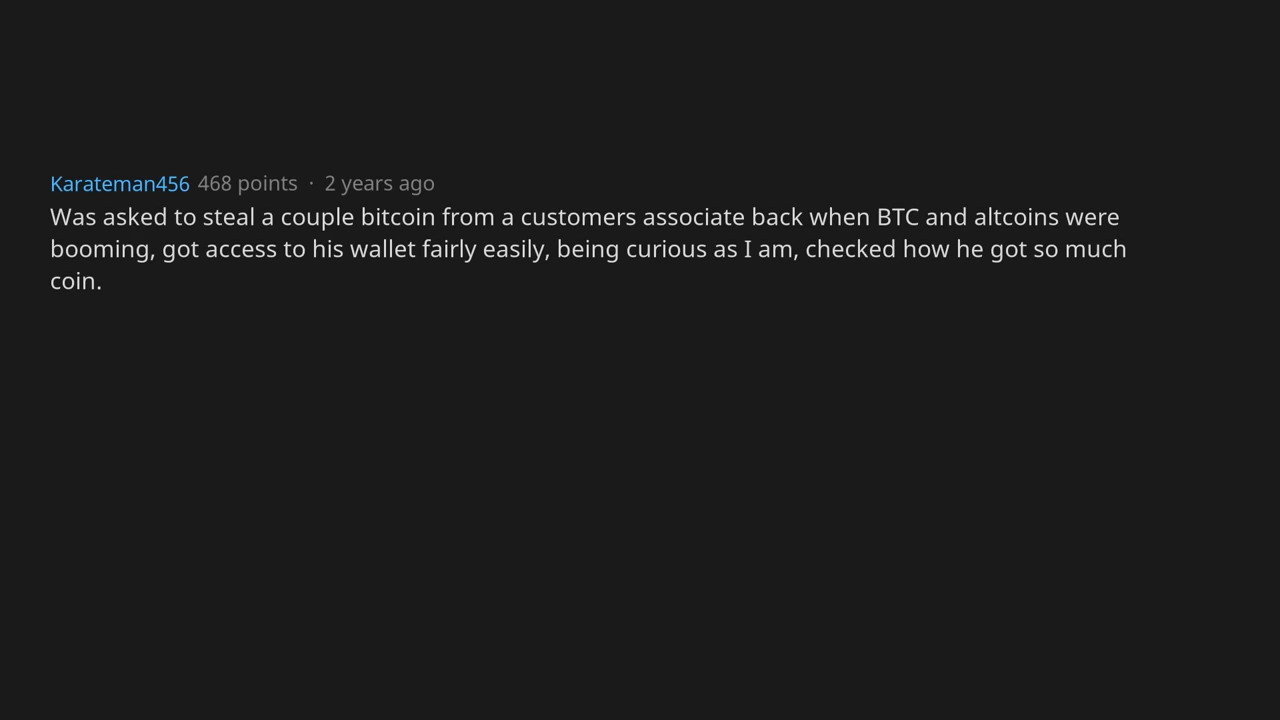 Karateman456 468 points · 2 years ago
Was asked to steal a couple bitcoin from a customers associate back when BTC and altcoins were
booming, got access to his wallet fairly easily, being curious as I am, checked how he got so much
coin.